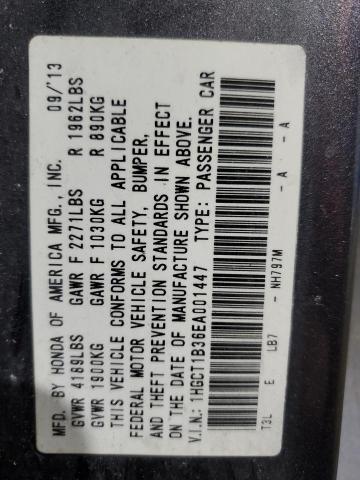 MFD. BY HONDA OF AMERICA MFG., INC. 09/'13
GVWR 4189LBS GAWR F 2271LBS R 1962LBS
GVWR 1900KG GAWR F 1030KG R 890KG
THIS VEHICLE CONFORMS TO ALL APPLICABLE
FEDERAL MOTOR VEHICLE SAFETY, BUMPER,
AND THEFT PREVENTION STANDARDS IN EFFECT
ON THE DATE OF MANUFACTURE SHOWN ABOVE.
V.I.N.: 1HGCT1B36EA001447 TYPE: PASSENGER CAR
T3L E LB7 - NH797M - A - A